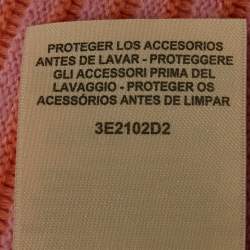 PROTEGER LOS ACCESORIOS
ANTES DE LAVAR - PROTEGGERE
GLI ACCESSORI PRIMA DEL
LAVAGGIO - PROTEGER OS
ACESSÓRIOS ANTES DE LIMPAR
3E2102D2